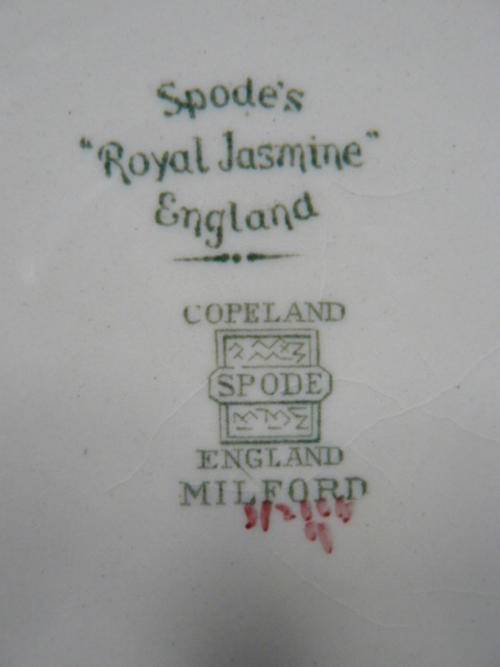 Spode's
"Royal Jasmine"
England
COPELAND
SPODE
ENGLAND
MILFORD